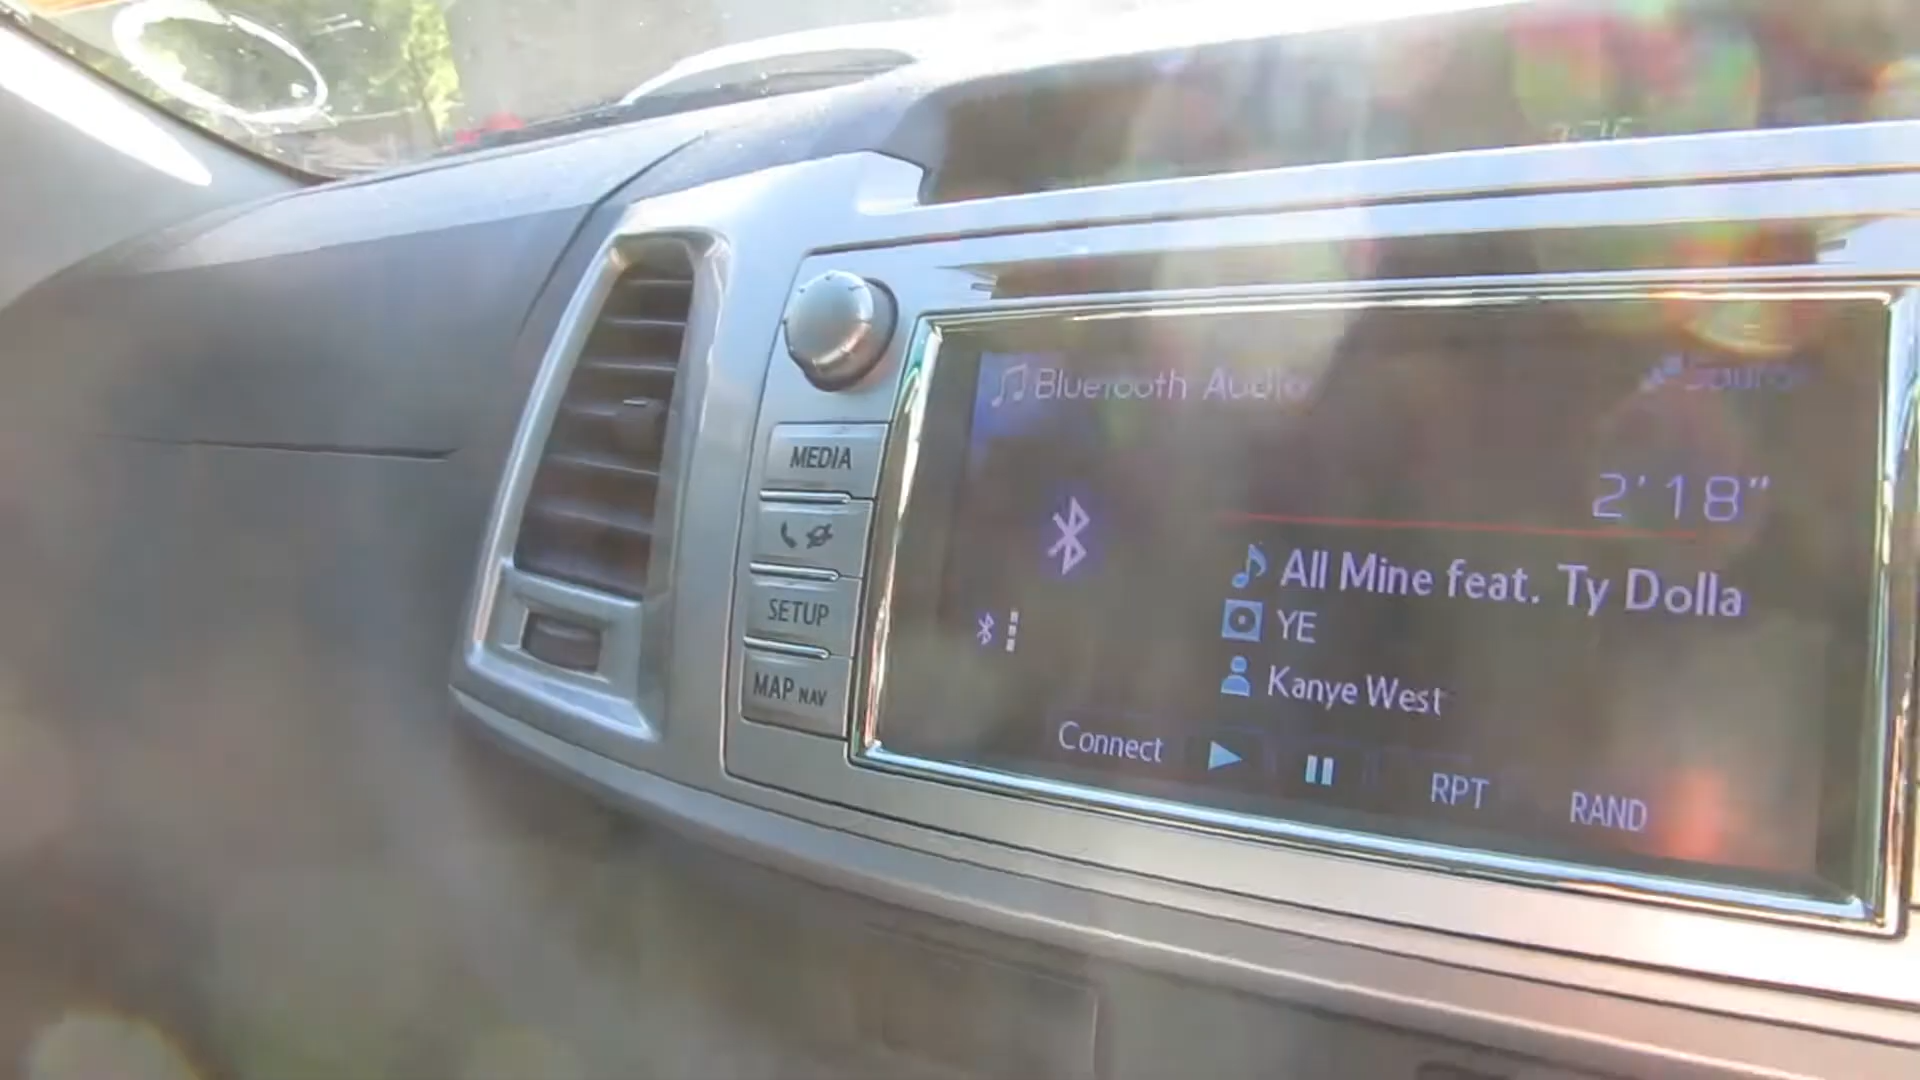 Bluetooth Audio
Source
2'18"
MEDIA
All Mine feat. Ty Dolla
SETUP
YE
MAP NAV
Kanye West
Connect
RPT
RAND